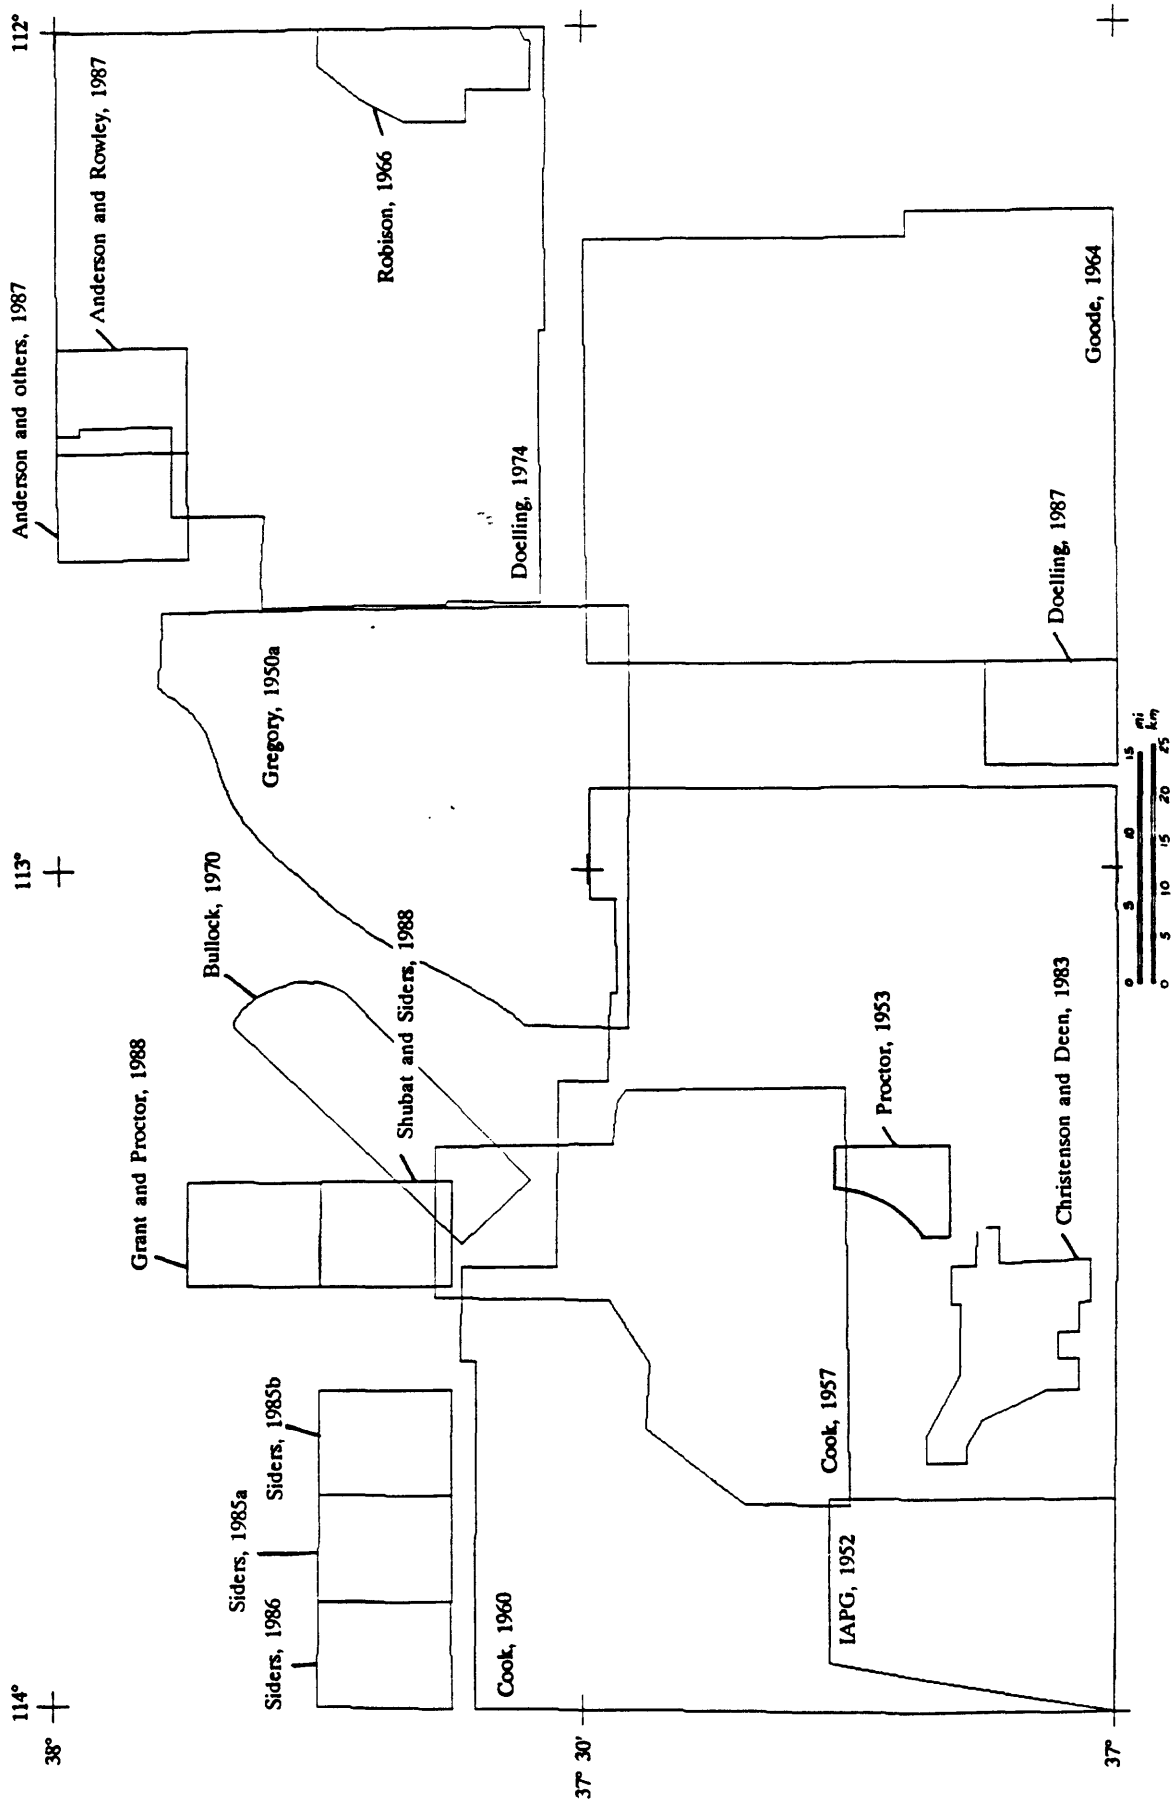 114°
113°
112°
38°
37° 30'
37°
Anderson and others, 1987
Anderson and Rowley, 1987
Grant and Proctor, 1988
Bullock, 1970
Siders, 1985a
Siders, 1986
Siders, 1985b
Gregory, 1950a
Robison, 1966
Shubat and Siders, 1988
Cook, 1960
Doelling, 1974
Cook, 1957
IAPG, 1952
Proctor, 1953
Christenson and Deen, 1983
Doelling, 1987
Goode, 1964
0 5 10 15 mi
0 5 10 15 20 25 km